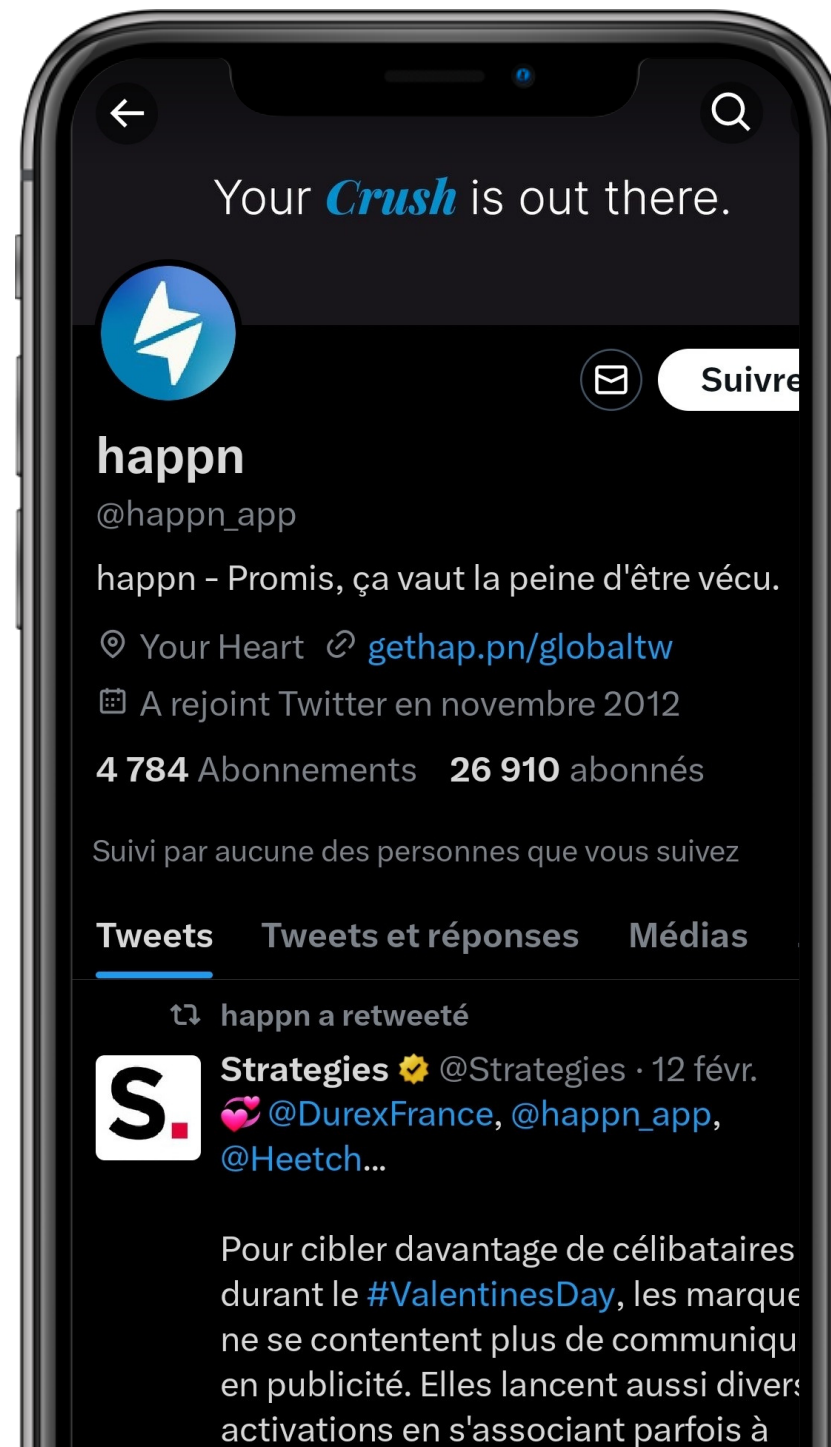 Your Crush is out there.
Suivre
happn
@happn_app
happn - Promis, ça vaut la peine d'être vécu.
Your Heart gethap.pn/globaltw
A rejoint Twitter en novembre 2012
4 784 Abonnements 26 910 abonnés
Suivi par aucune des personnes que vous suivez
Tweets Tweets et réponses Médias
happn a retweeté
S.
Strategies @Strategies · 12 févr.
@DurexFrance, @happn_app,
@Heetch...
Pour cibler davantage de célibataires
durant le #ValentinesDay, les marque
ne se contentent plus de communiqu
en publicité. Elles lancent aussi divers
activations en s'associant parfois à